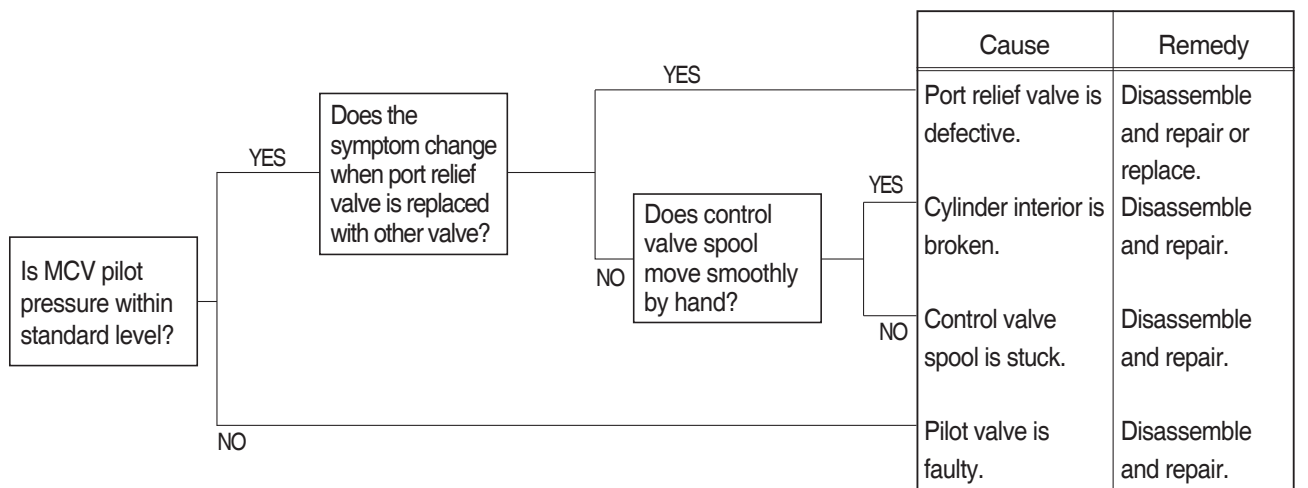 Is MCV pilot
pressure within
standard level?
YES
NO
Does the
symptom change
when port relief
valve is replaced
with other valve?
YES
NO
Does control
valve spool
move smoothly
by hand?
YES
NO
Cause
Remedy
Port relief valve is
defective.
Disassemble
and repair or
replace.
Cylinder interior is
broken.
Disassemble
and repair.
Control valve
spool is stuck.
Disassemble
and repair.
Pilot valve is
faulty.
Disassemble
and repair.